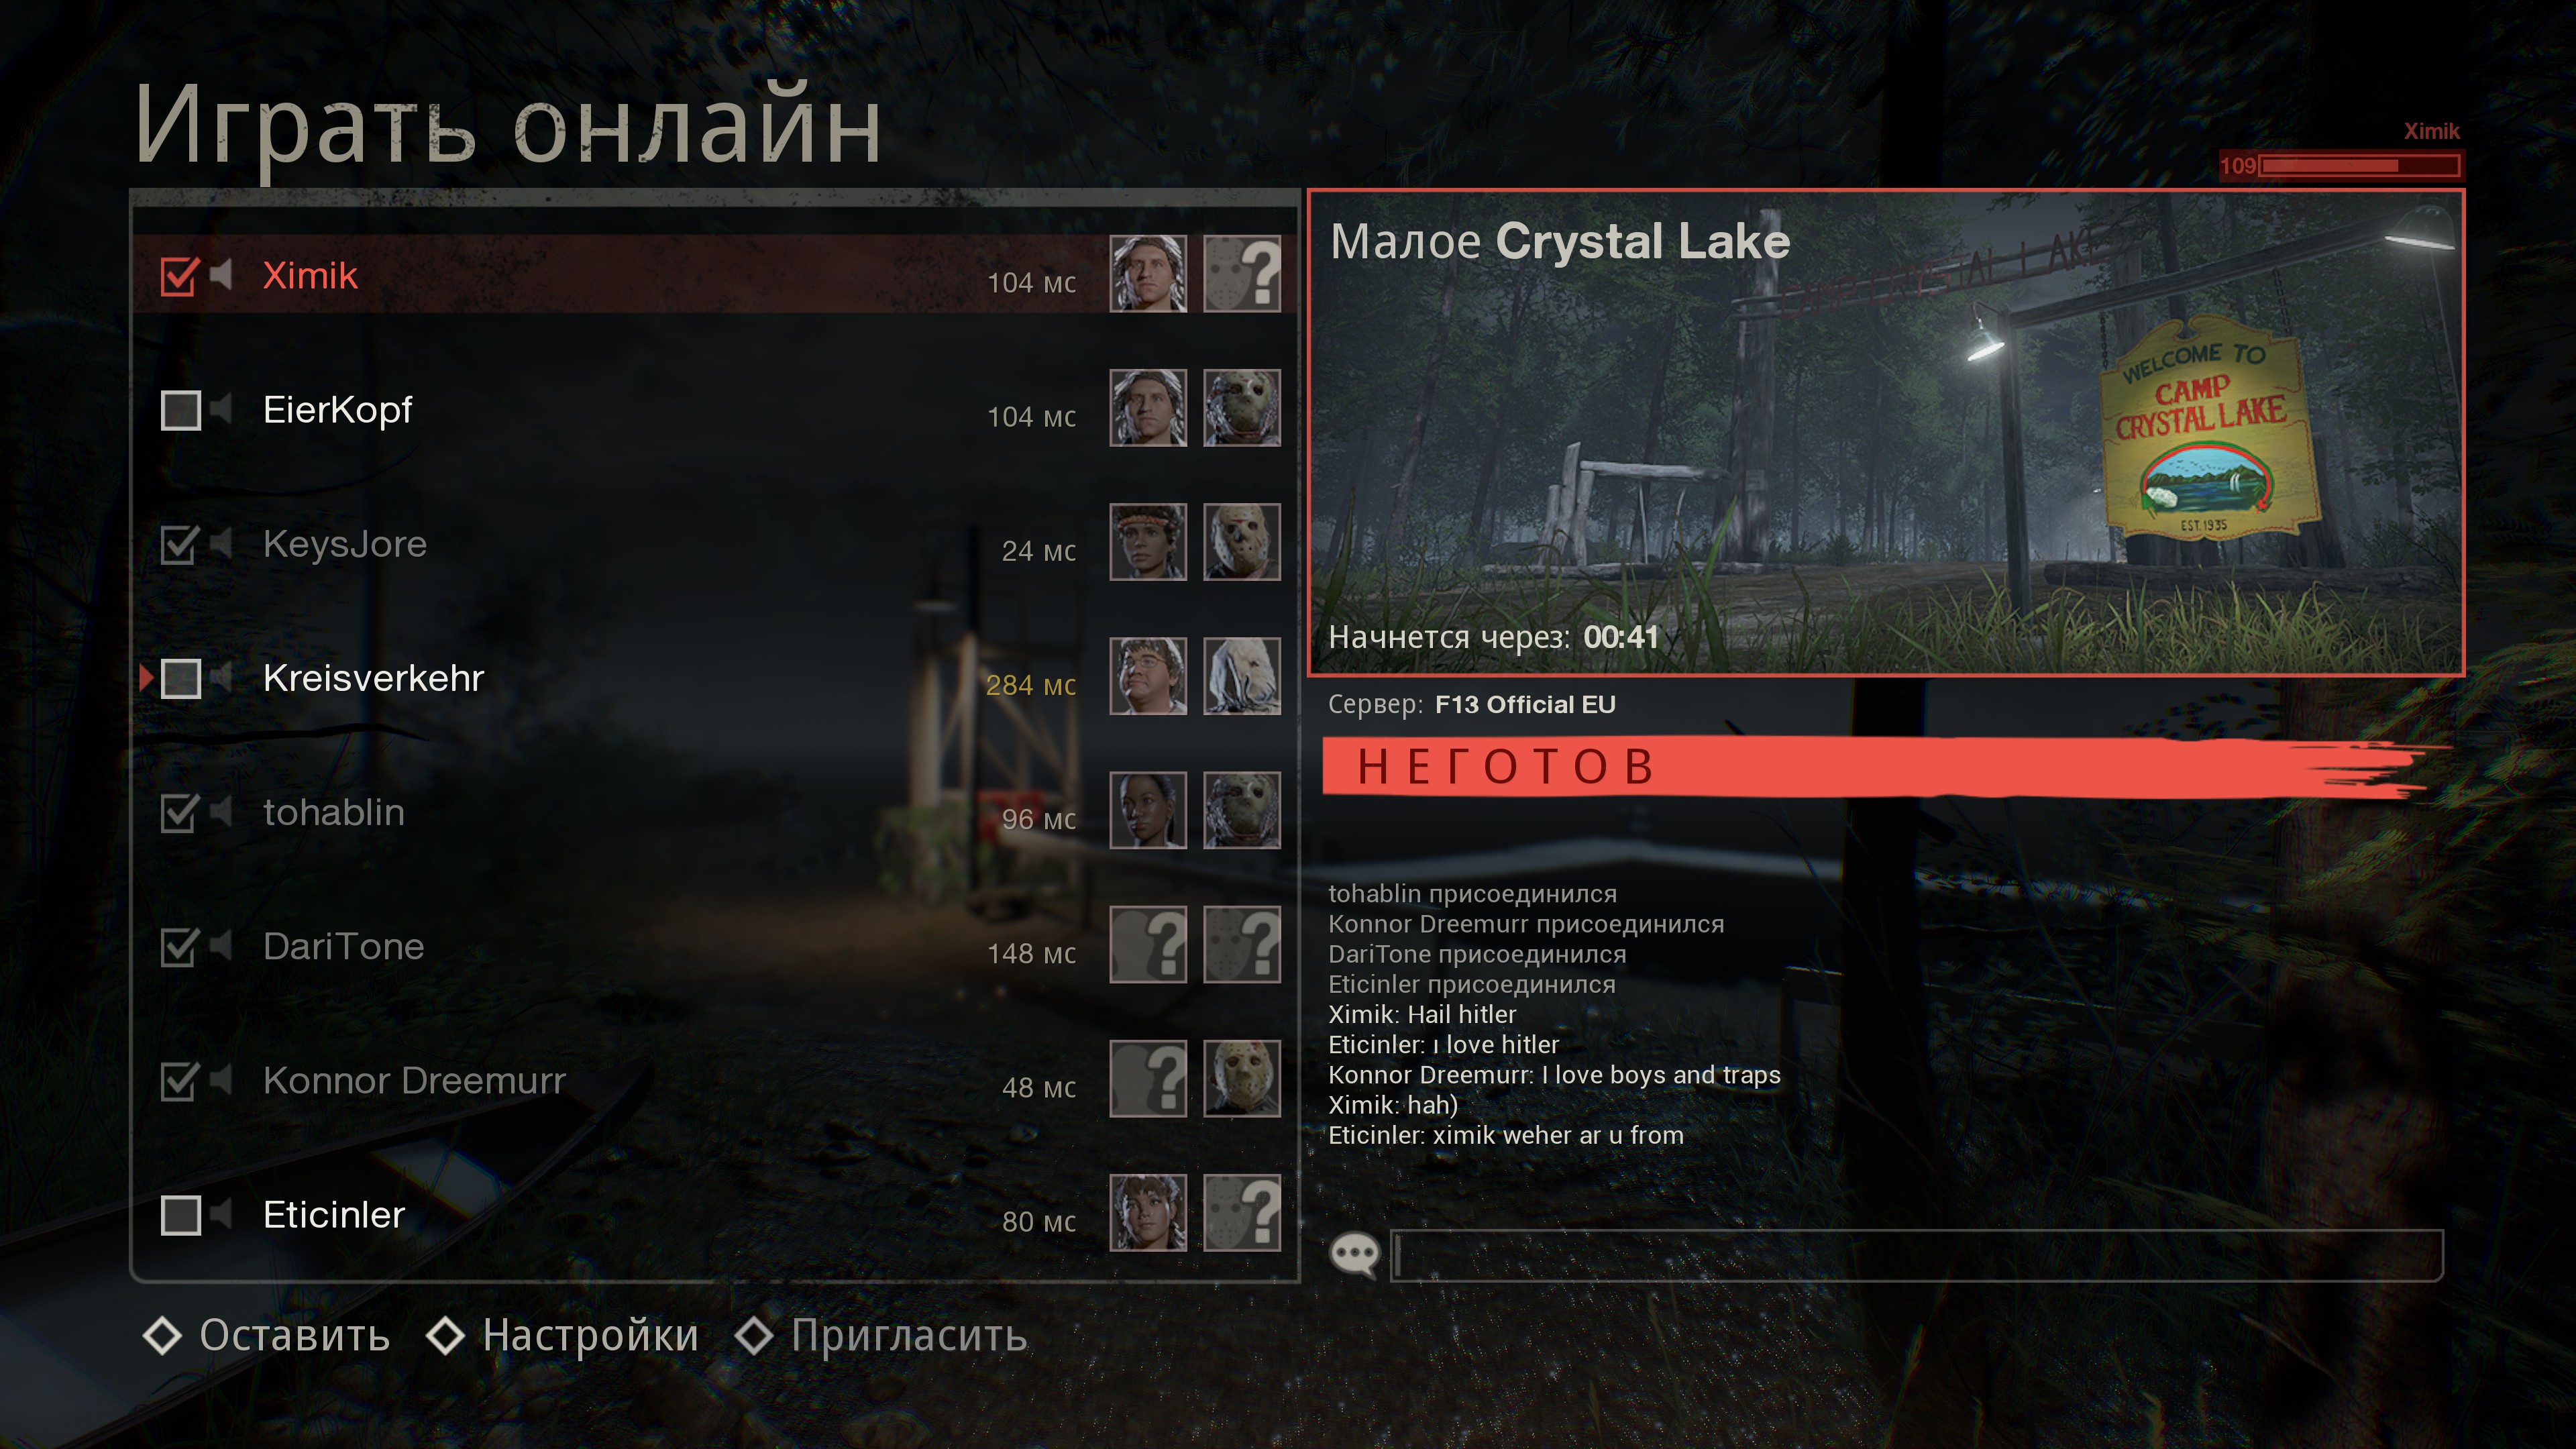 Играть онлайн
Ximik
109
Ximik 104 мс
EierKopf 104 мс
KeysJore 24 мс
Kreisverkehr 284 мс
tohablin 96 мс
DariTone 148 мс
Konnor Dreemurr 48 мс
Eticinler 80 мс
Малое Crystal Lake
CAMP CRYSTAL LAKE
WELCOME TO
CAMP
CRYSTAL LAKE
EST. 1935
Начнется через: 00:41
Сервер: F13 Official EU
НЕГОТОВ
tohablin присоединился
Konnor Dreemurr присоединился
DariTone присоединился
Eticinler присоединился
Ximik: Hail hitler
Eticinler: ı love hitler
Konnor Dreemurr: I love boys and traps
Ximik: hah)
Eticinler: ximik weher ar u from
Оставить Настройки Пригласить